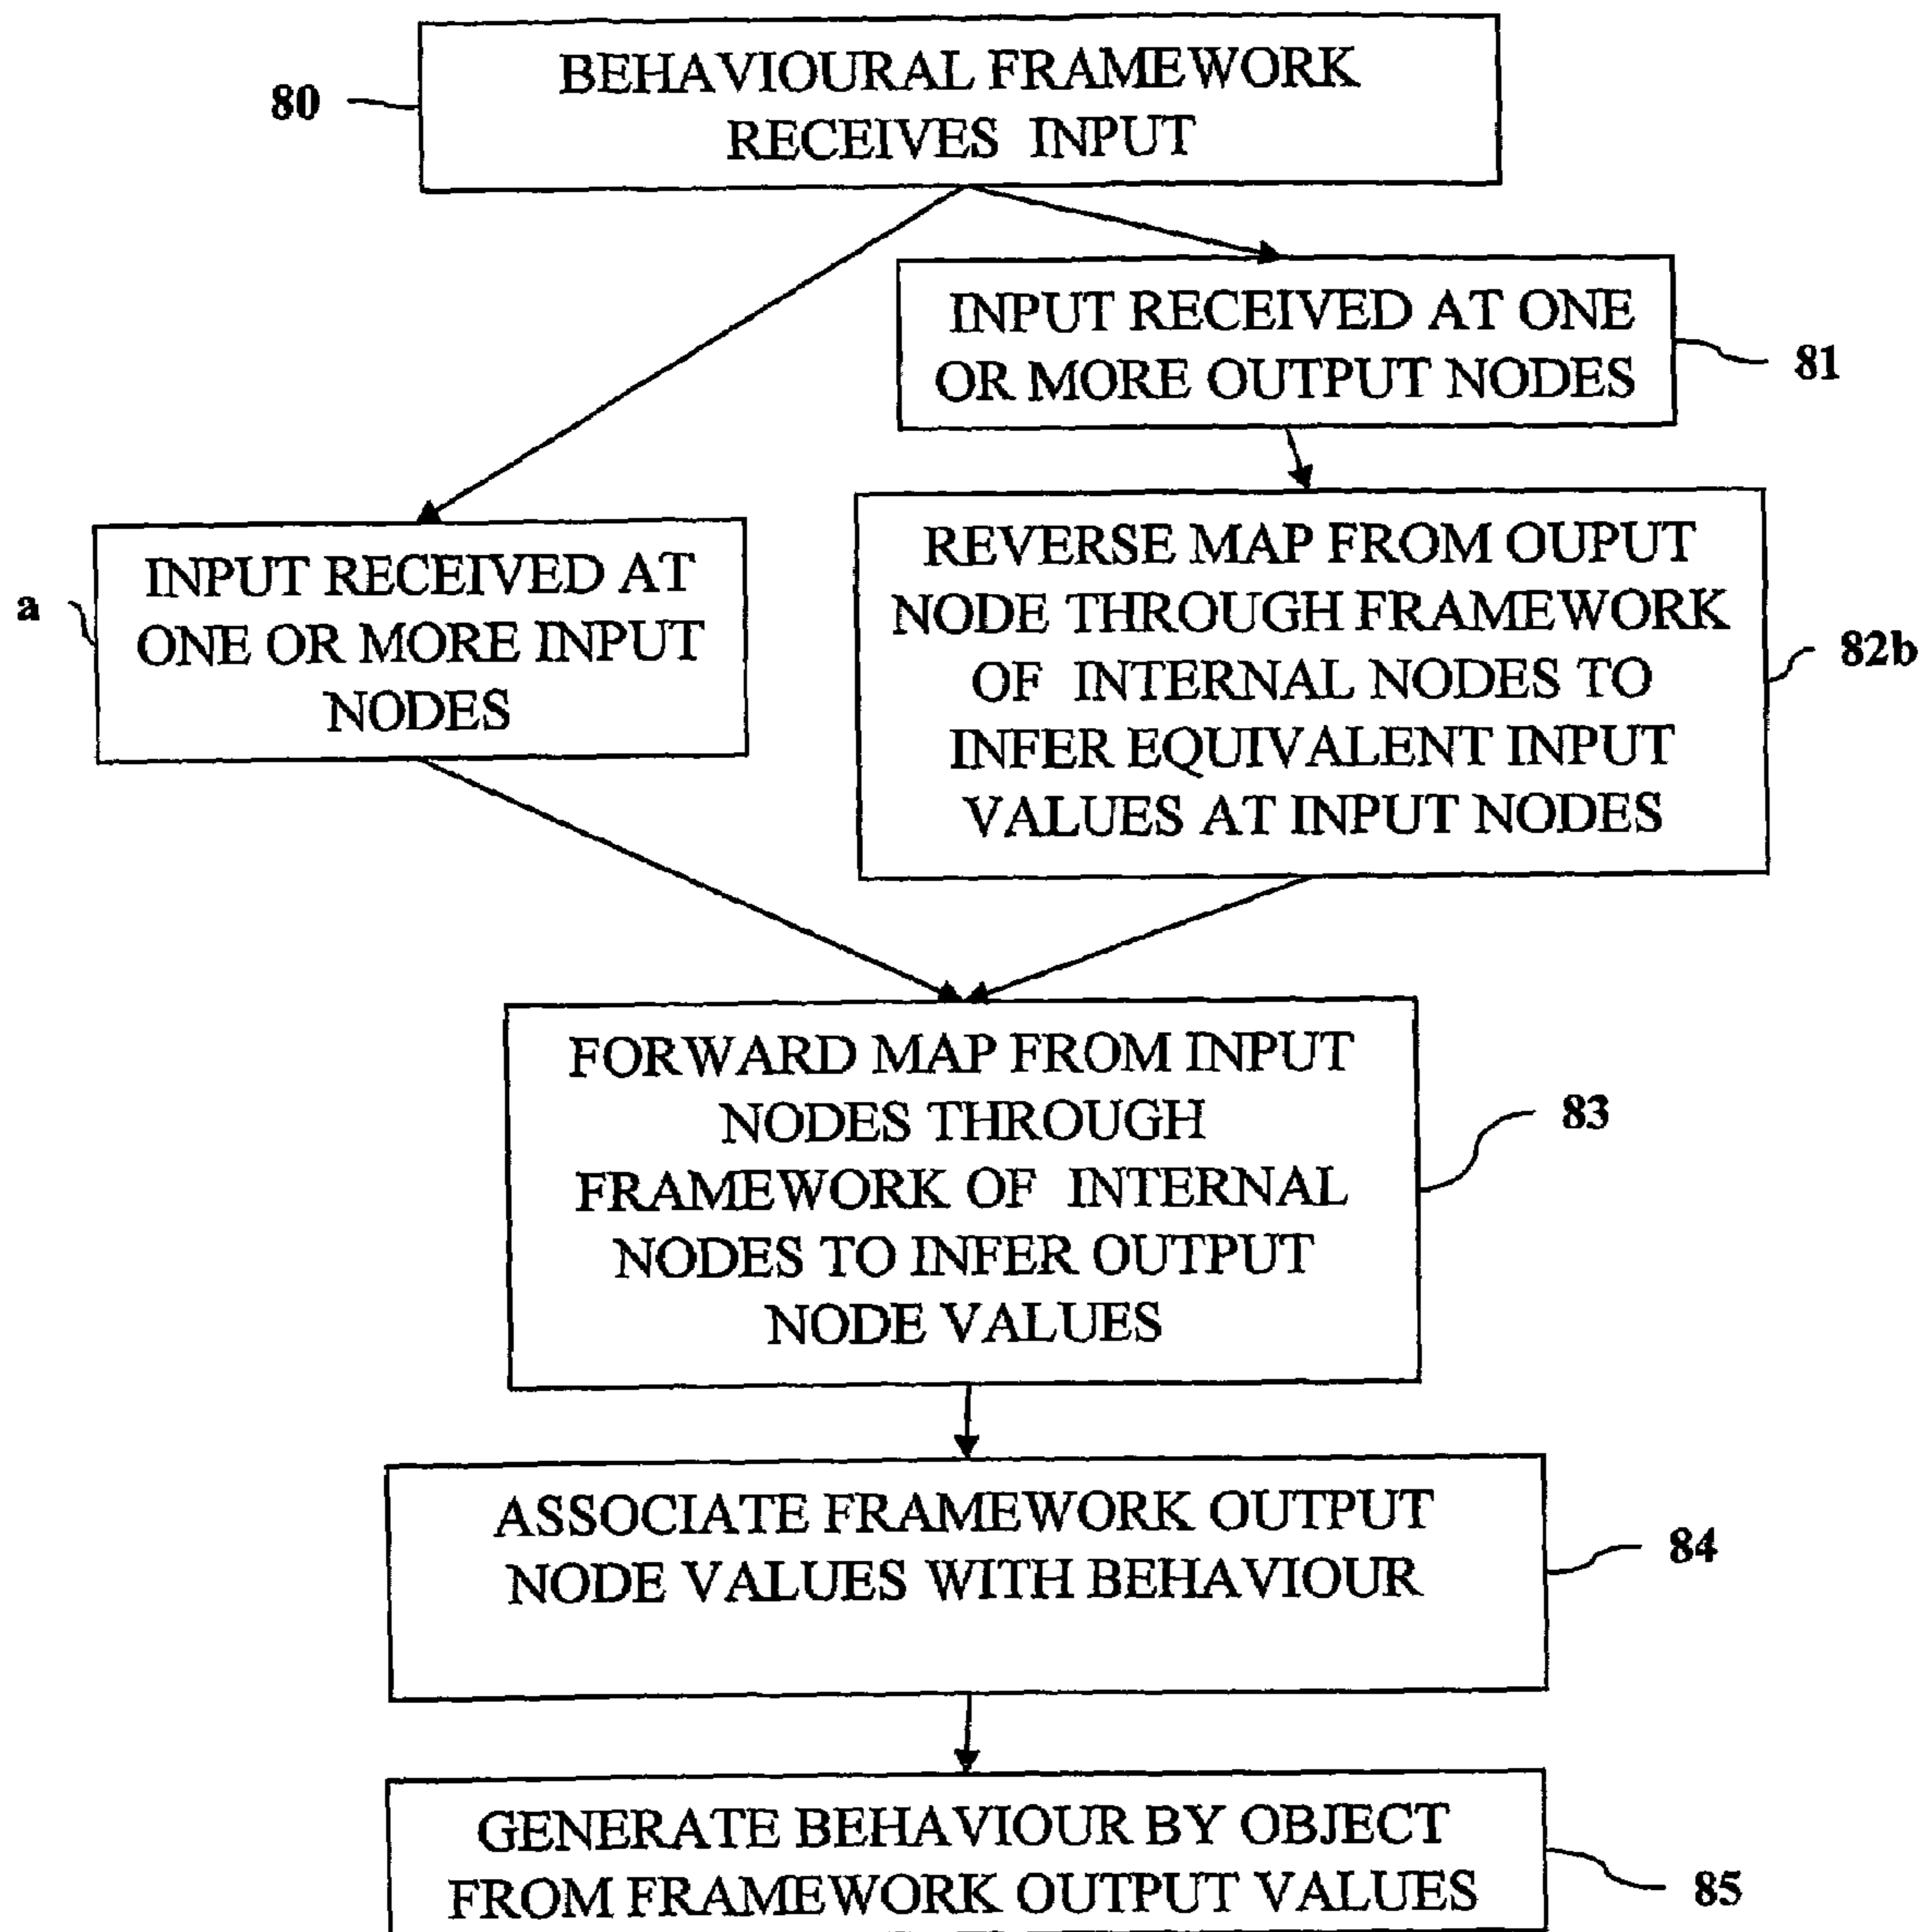 BEHAVIOURAL FRAMEWORK
RECEIVES INPUT
80
INPUT RECEIVED AT ONE
OR MORE OUTPUT NODES
81
INPUT RECEIVED AT
ONE OR MORE INPUT
NODES
a
REVERSE MAP FROM OUPUT
NODE THROUGH FRAMEWORK
OF INTERNAL NODES TO
INFER EQUIVALENT INPUT
VALUES AT INPUT NODES
82b
FORWARD MAP FROM INPUT
NODES THROUGH
FRAMEWORK OF INTERNAL
NODES TO INFER OUTPUT
NODE VALUES
83
ASSOCIATE FRAMEWORK OUTPUT
NODE VALUES WITH BEHAVIOUR
84
GENERATE BEHAVIOUR BY OBJECT
FROM FRAMEWORK OUTPUT VALUES
85